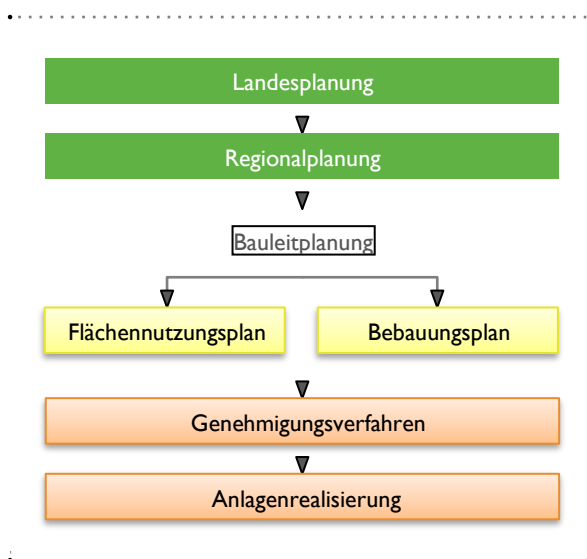 Landesplanung
Regionalplanung
Bauleitplanung
Flächennutzungsplan
Bebauungsplan
Genehmigungsverfahren
Anlagenrealisierung